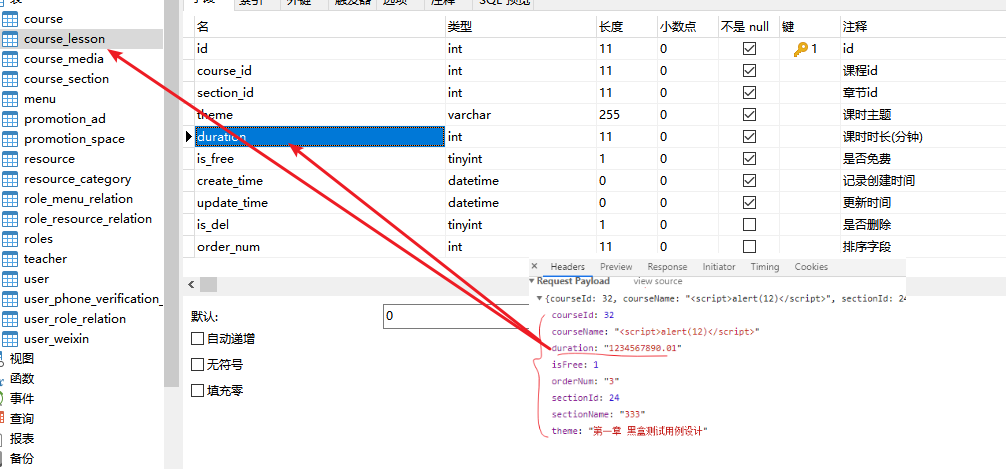 表
course
course_lesson
course_media
course_section
menu
promotion_ad
promotion_space
resource
resource_category
role_menu_relation
role_resource_relation
roles
teacher
user
user_phone_verification_
user_role_relation
user_weixin
视图
函数
事件
查询
报表
备份
字段 索引 外键 触发器 选项 注释 SQL 预览
名 类型 长度 小数点 不是 null 键 注释
id int 11 0 1 id
course_id int 11 0 课程id
section_id int 11 0 章节id
theme varchar 255 0 课时主题
duration int 11 0 课时时长(分钟)
is_free tinyint 1 0 是否免费
create_time datetime 0 0 记录创建时间
update_time datetime 0 0 更新时间
is_del tinyint 1 0 是否删除
order_num int 11 0 排序字段
默认: 0
自动递增
无符号
填充零
Headers Preview Response Initiator Timing Cookies
Request Payload view source
{courseId: 32, courseName: "<script>alert(12)</script>", sectionId: 24
courseId: 32
courseName: "<script>alert(12)</script>"
duration: "1234567890.01"
isFree: 1
orderNum: "3"
sectionId: 24
sectionName: "333"
theme: "第一章 黑盒测试用例设计"